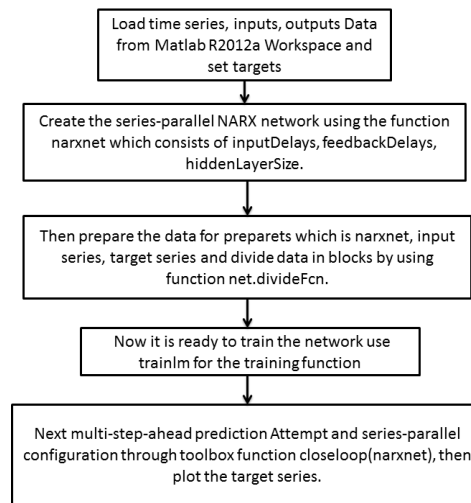 Load time series, inputs, outputs Data
from Matlab R2012a Workspace and
set targets
Create the series-parallel NARX network using the function
narxnet which consists of inputDelays, feedbackDelays,
hiddenLayerSize.
Then prepare the data for preparets which is narxnet, input
series, target series and divide data in blocks by using
function net.divideFcn.
Now it is ready to train the network use
trainlm for the training function
Next multi-step-ahead prediction Attempt and series-parallel
configuration through toolbox function closeloop(narxnet), then
plot the target series.